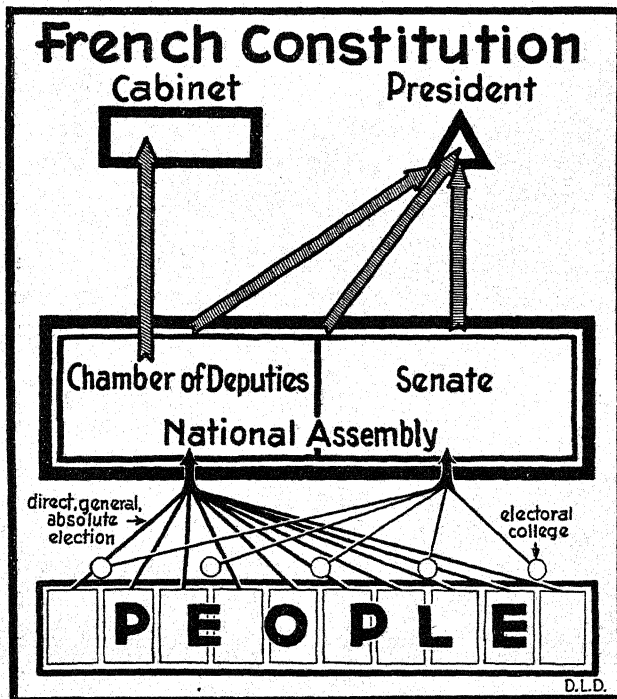 French Constitution
Cabinet
President
Chamber of Deputies
Senate
National Assembly
direct, general,
absolute
election
electoral
college
PEOPLE
D.L.D.